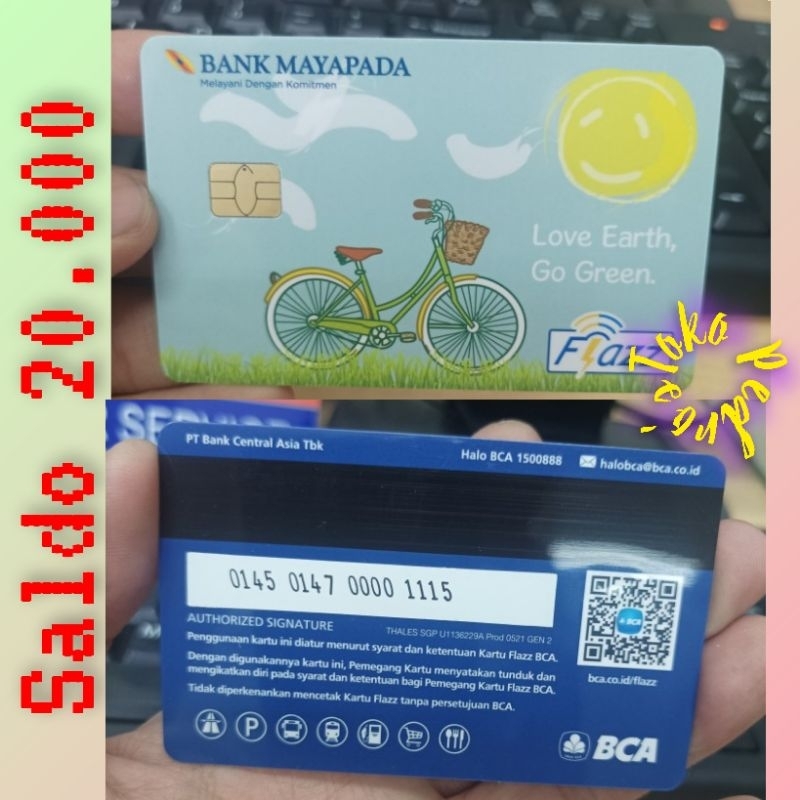 Saldo 20.000
BANK MAYAPADA
Melayani Dengan Komitmen
Love Earth,
Go Green.
Flazz
Toko
Pedro
SERVICE
PT Bank Central Asia Tbk
Halo BCA 1500888
halobca@bca.co.id
0145 0147 0000 1115
AUTHORIZED SIGNATURE
THALES SGP U1136229A Prod 0521 GEN 2
Penggunaan kartu ini diatur menurut syarat dan ketentuan Kartu Flazz BCA.
Dengan digunakannya kartu ini, Pemegang Kartu menyatakan tunduk dan
mengikatkan diri pada syarat dan ketentuan bagi Pemegang Kartu Flazz BCA.
Tidak diperkenankan mencetak Kartu Flazz tanpa persetujuan BCA.
BCA
bca.co.id/flazz
P
BCA